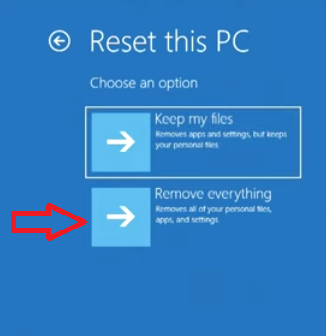 Reset this PC
Choose an option
Keep my files
Removes apps and settings, but keeps
your personal files.
Remove everything
Removes all of your personal files,
apps, and settings.